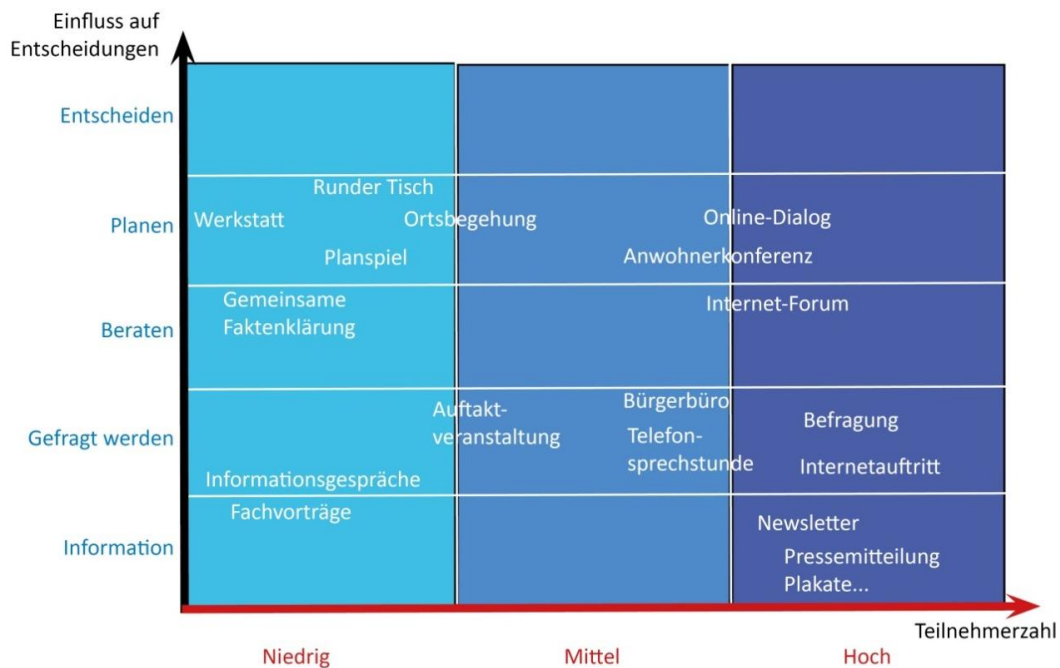 Einfluss auf
Entscheidungen
Entscheiden
Planen
Runder Tisch
Werkstatt
Ortsbegehung
Online-Dialog
Planspiel
Anwohnerkonferenz
Beraten
Gemeinsame
Faktenklärung
Internet-Forum
Gefragt werden
Auftakt-
veranstaltung
Bürgerbüro
Telefon-
sprechstunde
Befragung
Internetauftritt
Informationsgespräche
Information
Fachvorträge
Newsletter
Pressemitteilung
Plakate...
Teilnehmerzahl
Niedrig
Mittel
Hoch